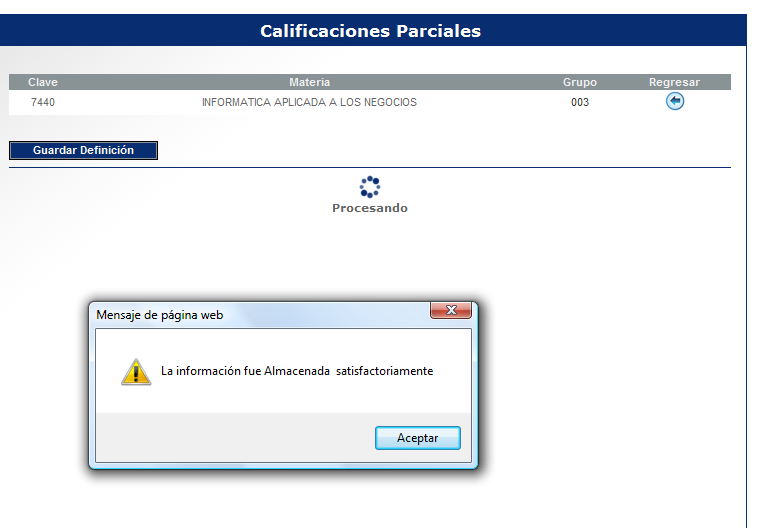 Calificaciones Parciales
Clave Materia Grupo Regresar
7440 INFORMATICA APLICADA A LOS NEGOCIOS 003
Guardar Definición
Procesando
Mensaje de página web
La información fue Almacenada satisfactoriamente
Aceptar